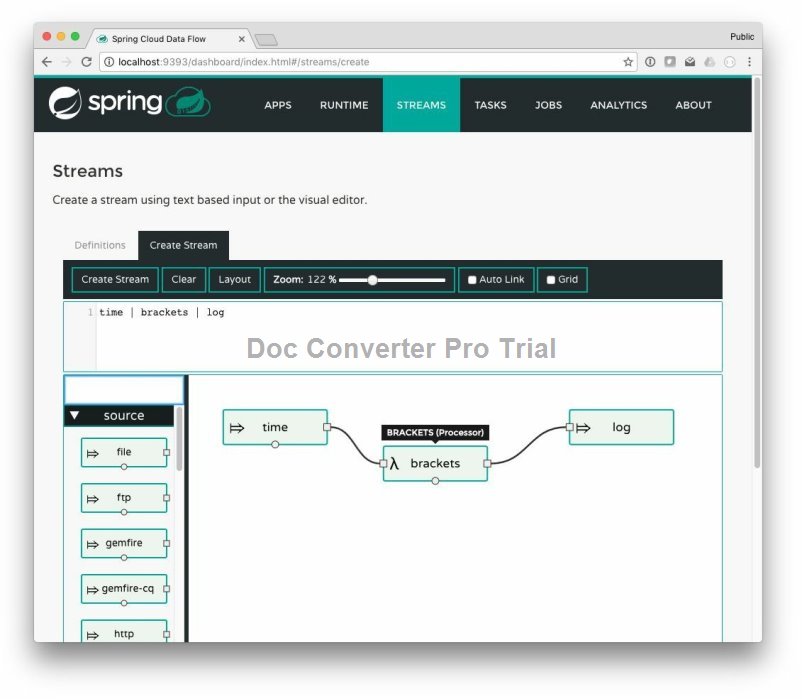 Spring Cloud Data Flow
Public
localhost:9393/dashboard/index.html#/streams/create
spring
APPS RUNTIME STREAMS TASKS JOBS ANALYTICS ABOUT
Streams
Create a stream using text based input or the visual editor.
Definitions Create Stream
Create Stream Clear Layout Zoom: 122 % Auto Link Grid
1 time | brackets | log
Doc Converter Pro Trial
source
file
ftp
gemfire
gemfire-cq
http
time
BRACKETS (Processor)
λ brackets
log